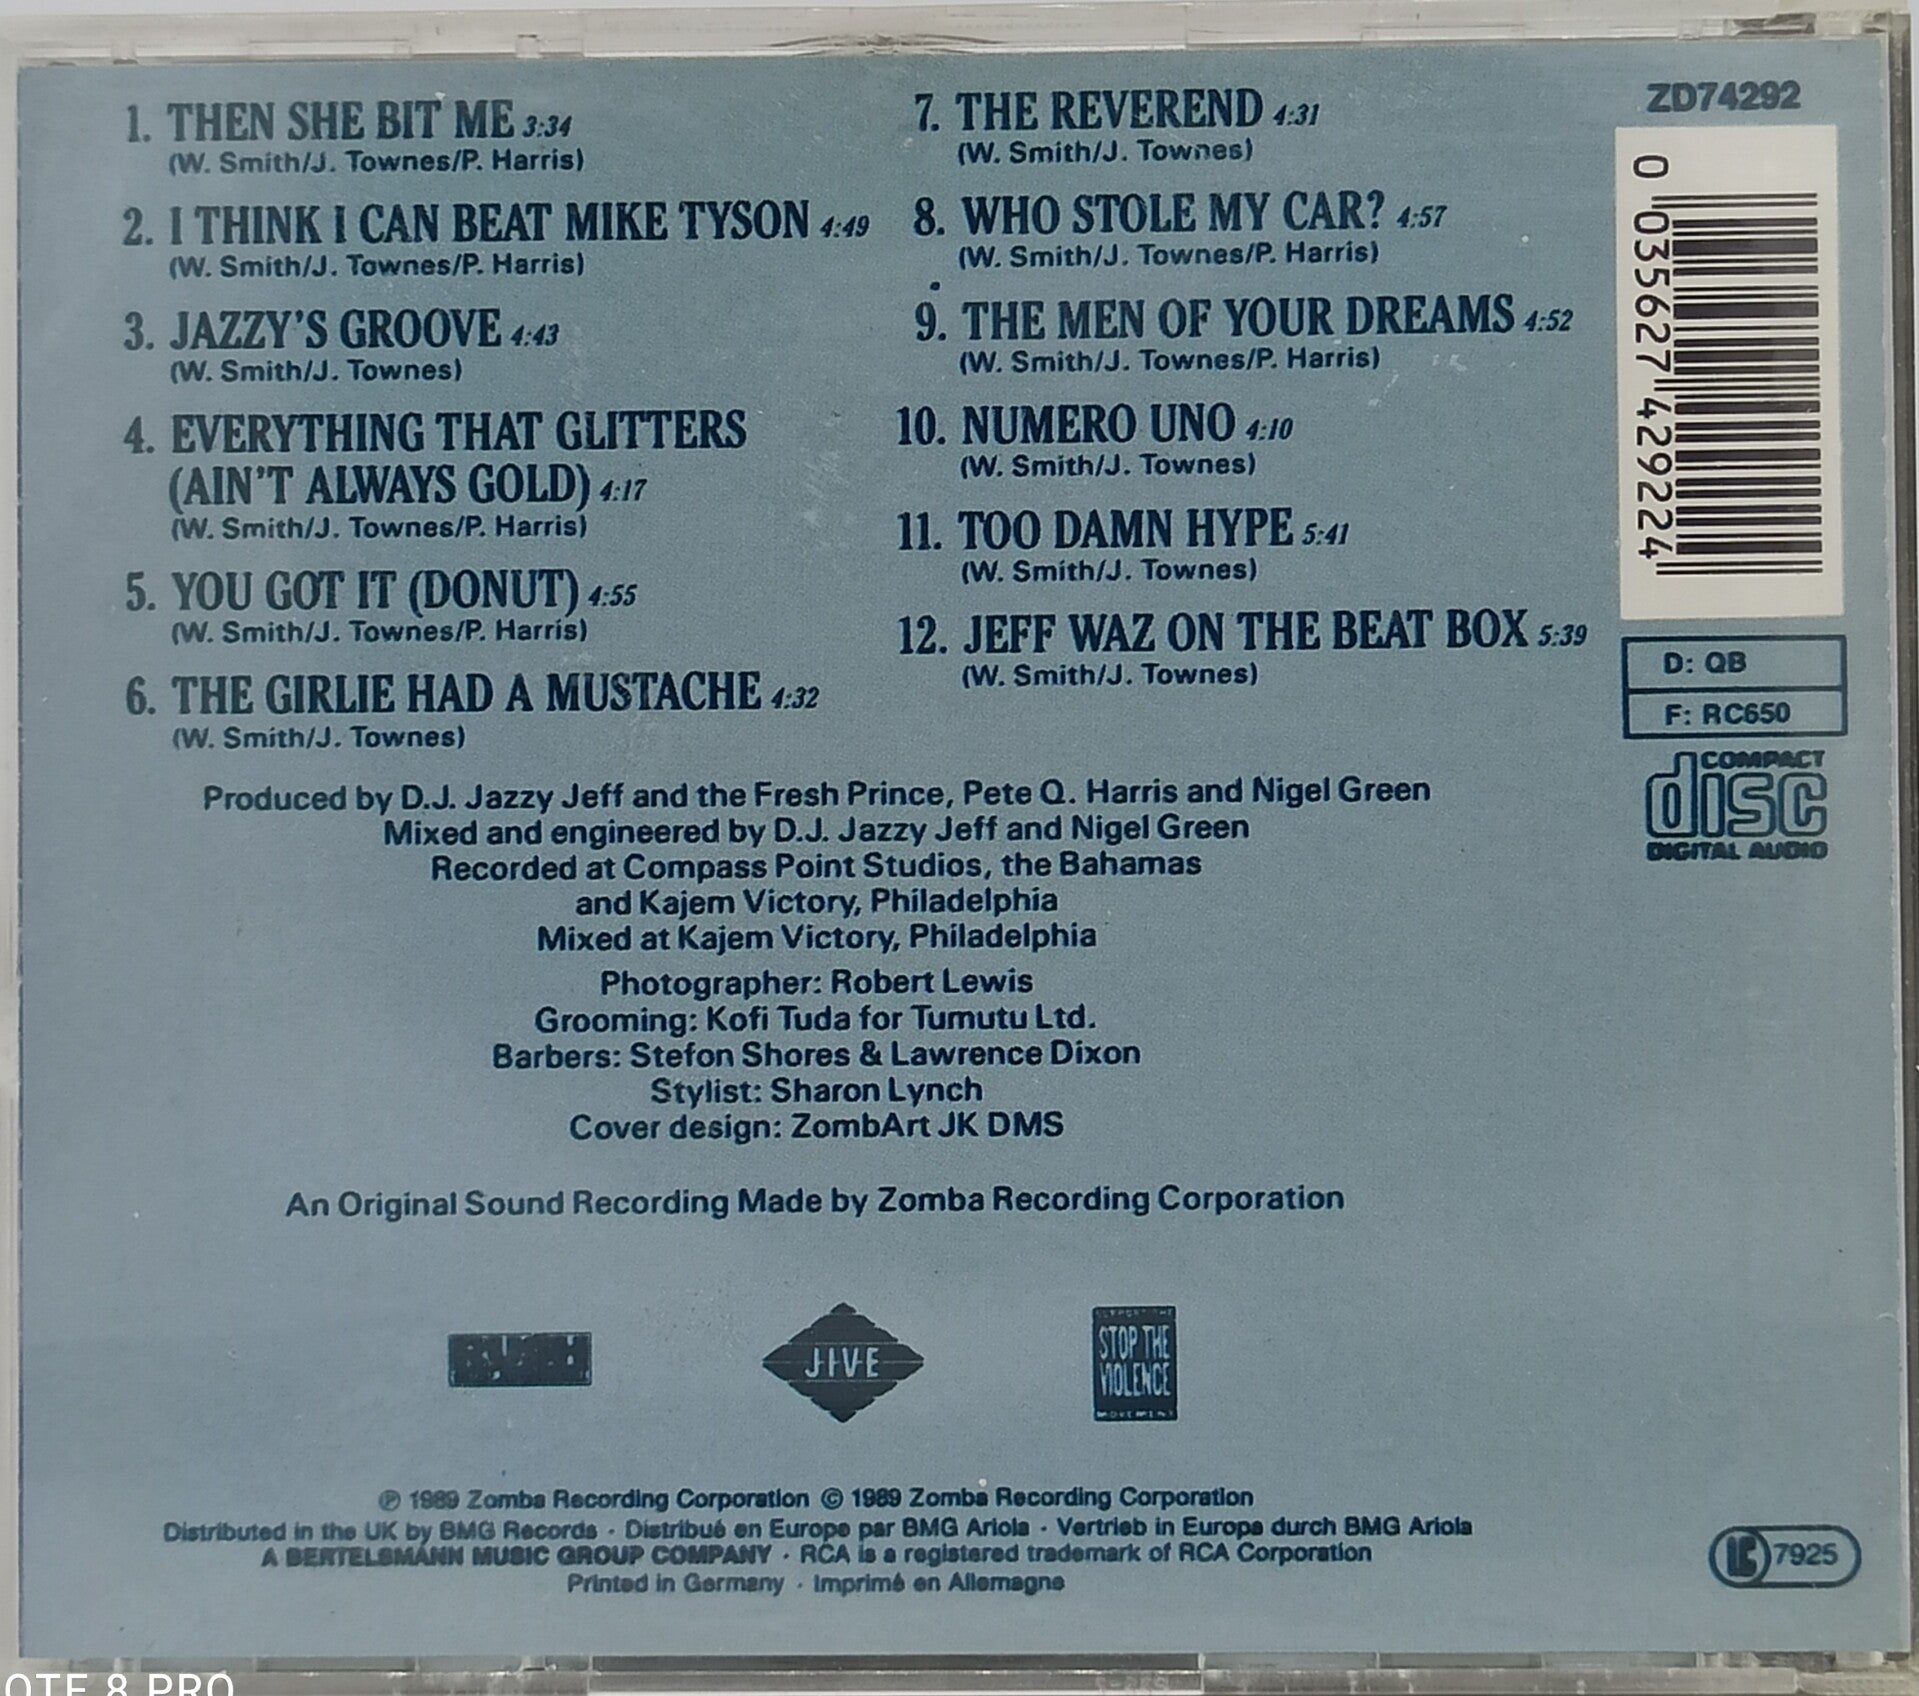 1. THEN SHE BIT ME 3:34
(W. Smith/J. Townes/P. Harris)
2. I THINK I CAN BEAT MIKE TYSON 4:49
(W. Smith/J. Townes/P. Harris)
3. JAZZY'S GROOVE 4:43
(W. Smith/J. Townes)
4. EVERYTHING THAT GLITTERS
(AIN'T ALWAYS GOLD) 4:17
(W. Smith/J. Townes/P. Harris)
5. YOU GOT IT (DONUT) 4:55
(W. Smith/J. Townes/P. Harris)
6. THE GIRLIE HAD A MUSTACHE 4:32
(W. Smith/J. Townes)
7. THE REVEREND 4:31
(W. Smith/J. Townes)
8. WHO STOLE MY CAR? 4:57
(W. Smith/J. Townes/P. Harris)
9. THE MEN OF YOUR DREAMS 4:52
(W. Smith/J. Townes/P. Harris)
10. NUMERO UNO 4:10
(W. Smith/J. Townes)
11. TOO DAMN HYPE 5:41
(W. Smith/J. Townes)
12. JEFF WAZ ON THE BEAT BOX 5:39
(W. Smith/J. Townes)
ZD74292
0 035627 429224
D: QB
F: RC650
COMPACT
disc
DIGITAL AUDIO
Produced by D.J. Jazzy Jeff and the Fresh Prince, Pete Q. Harris and Nigel Green
Mixed and engineered by D.J. Jazzy Jeff and Nigel Green
Recorded at Compass Point Studios, the Bahamas
and Kajem Victory, Philadelphia
Mixed at Kajem Victory, Philadelphia
Photographer: Robert Lewis
Grooming: Kofi Tuda for Tumutu Ltd.
Barbers: Stefon Shores & Lawrence Dixon
Stylist: Sharon Lynch
Cover design: ZombArt JK DMS
An Original Sound Recording Made by Zomba Recording Corporation
JIVE
SUPPORT THE
STOP THE
VIOLENCE
MOVEMENT
℗ 1989 Zomba Recording Corporation © 1989 Zomba Recording Corporation
Distributed in the UK by BMG Records · Distribué en Europe par BMG Ariola · Vertrieb in Europa durch BMG Ariola
A BERTELSMANN MUSIC GROUP COMPANY · RCA is a registered trademark of RCA Corporation
Printed in Germany · Imprimé en Allemagne
LC 7925
OTE 8 PRO